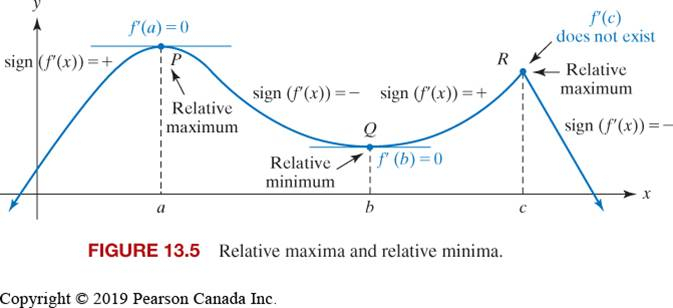 y
f′(a) = 0
f′(c)
does not exist
sign (f′(x)) = +
P
R
Relative
maximum
sign (f′(x)) = −
sign (f′(x)) = +
Relative
maximum
Q
sign (f′(x)) = −
Relative
minimum
f′ (b) = 0
x
a
b
c
FIGURE 13.5 Relative maxima and relative minima.
Copyright © 2019 Pearson Canada Inc.